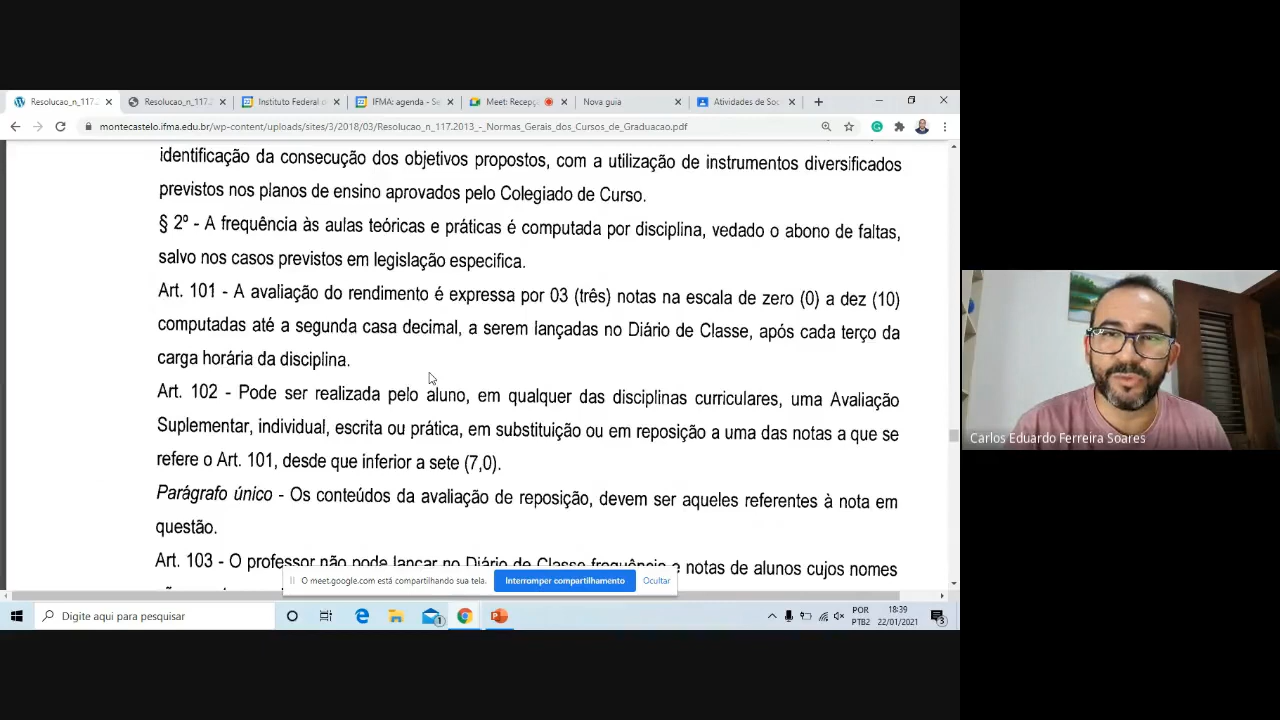 Resolucao_n_117...
Resolucao_n_117...
Instituto Federal d
IFMA: agenda - Se
Meet: Recepç
Nova guia
Atividades de Soc
montecastelo.ifma.edu.br/wp-content/uploads/sites/3/2018/03/Resolucao_n_117.2013_-_Normas_Gerais_dos_Cursos_de_Graduacao.pdf
identificação da consecução dos objetivos propostos, com a utilização de instrumentos diversificados
previstos nos planos de ensino aprovados pelo Colegiado de Curso.
§ 2º - A frequência às aulas teóricas e práticas é computada por disciplina, vedado o abono de faltas,
salvo nos casos previstos em legislação especifica.
Art. 101 - A avaliação do rendimento é expressa por 03 (três) notas na escala de zero (0) a dez (10)
computadas até a segunda casa decimal, a serem lançadas no Diário de Classe, após cada terço da
carga horária da disciplina.
Art. 102 - Pode ser realizada pelo aluno, em qualquer das disciplinas curriculares, uma Avaliação
Suplementar, individual, escrita ou prática, em substituição ou em reposição a uma das notas a que se
refere o Art. 101, desde que inferior a sete (7,0).
Parágrafo único - Os conteúdos da avaliação de reposição, devem ser aqueles referentes à nota em
questão.
Art. 103 - O professor não pode lançar no Diário de Classe frequência e notas de alunos cujos nomes
O meet.google.com está compartilhando sua tela.
Interromper compartilhamento
Ocultar
Carlos Eduardo Ferreira Soares
Digite aqui para pesquisar
1
POR
PTB2
18:39
22/01/2021
3